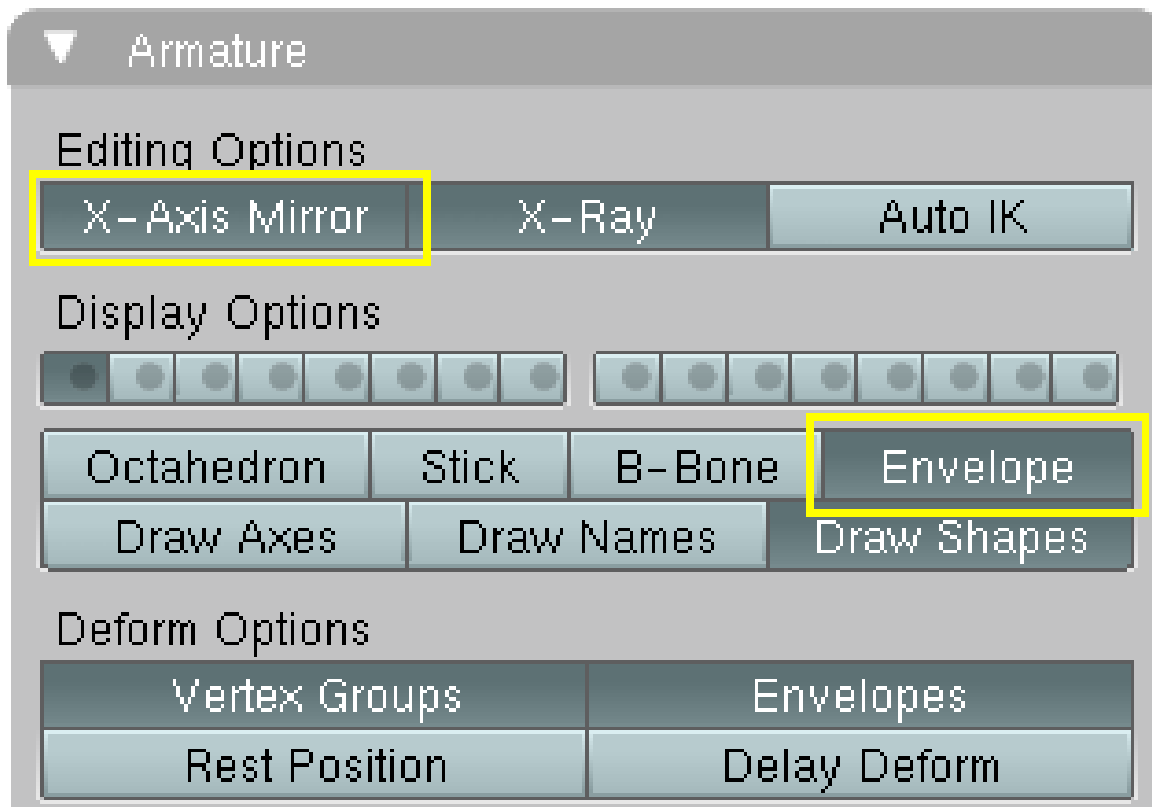 Armature
Editing Options
X-Axis Mirror X-Ray Auto IK
Display Options
Octahedron Stick B-Bone Envelope
Draw Axes Draw Names Draw Shapes
Deform Options
Vertex Groups Envelopes
Rest Position Delay Deform